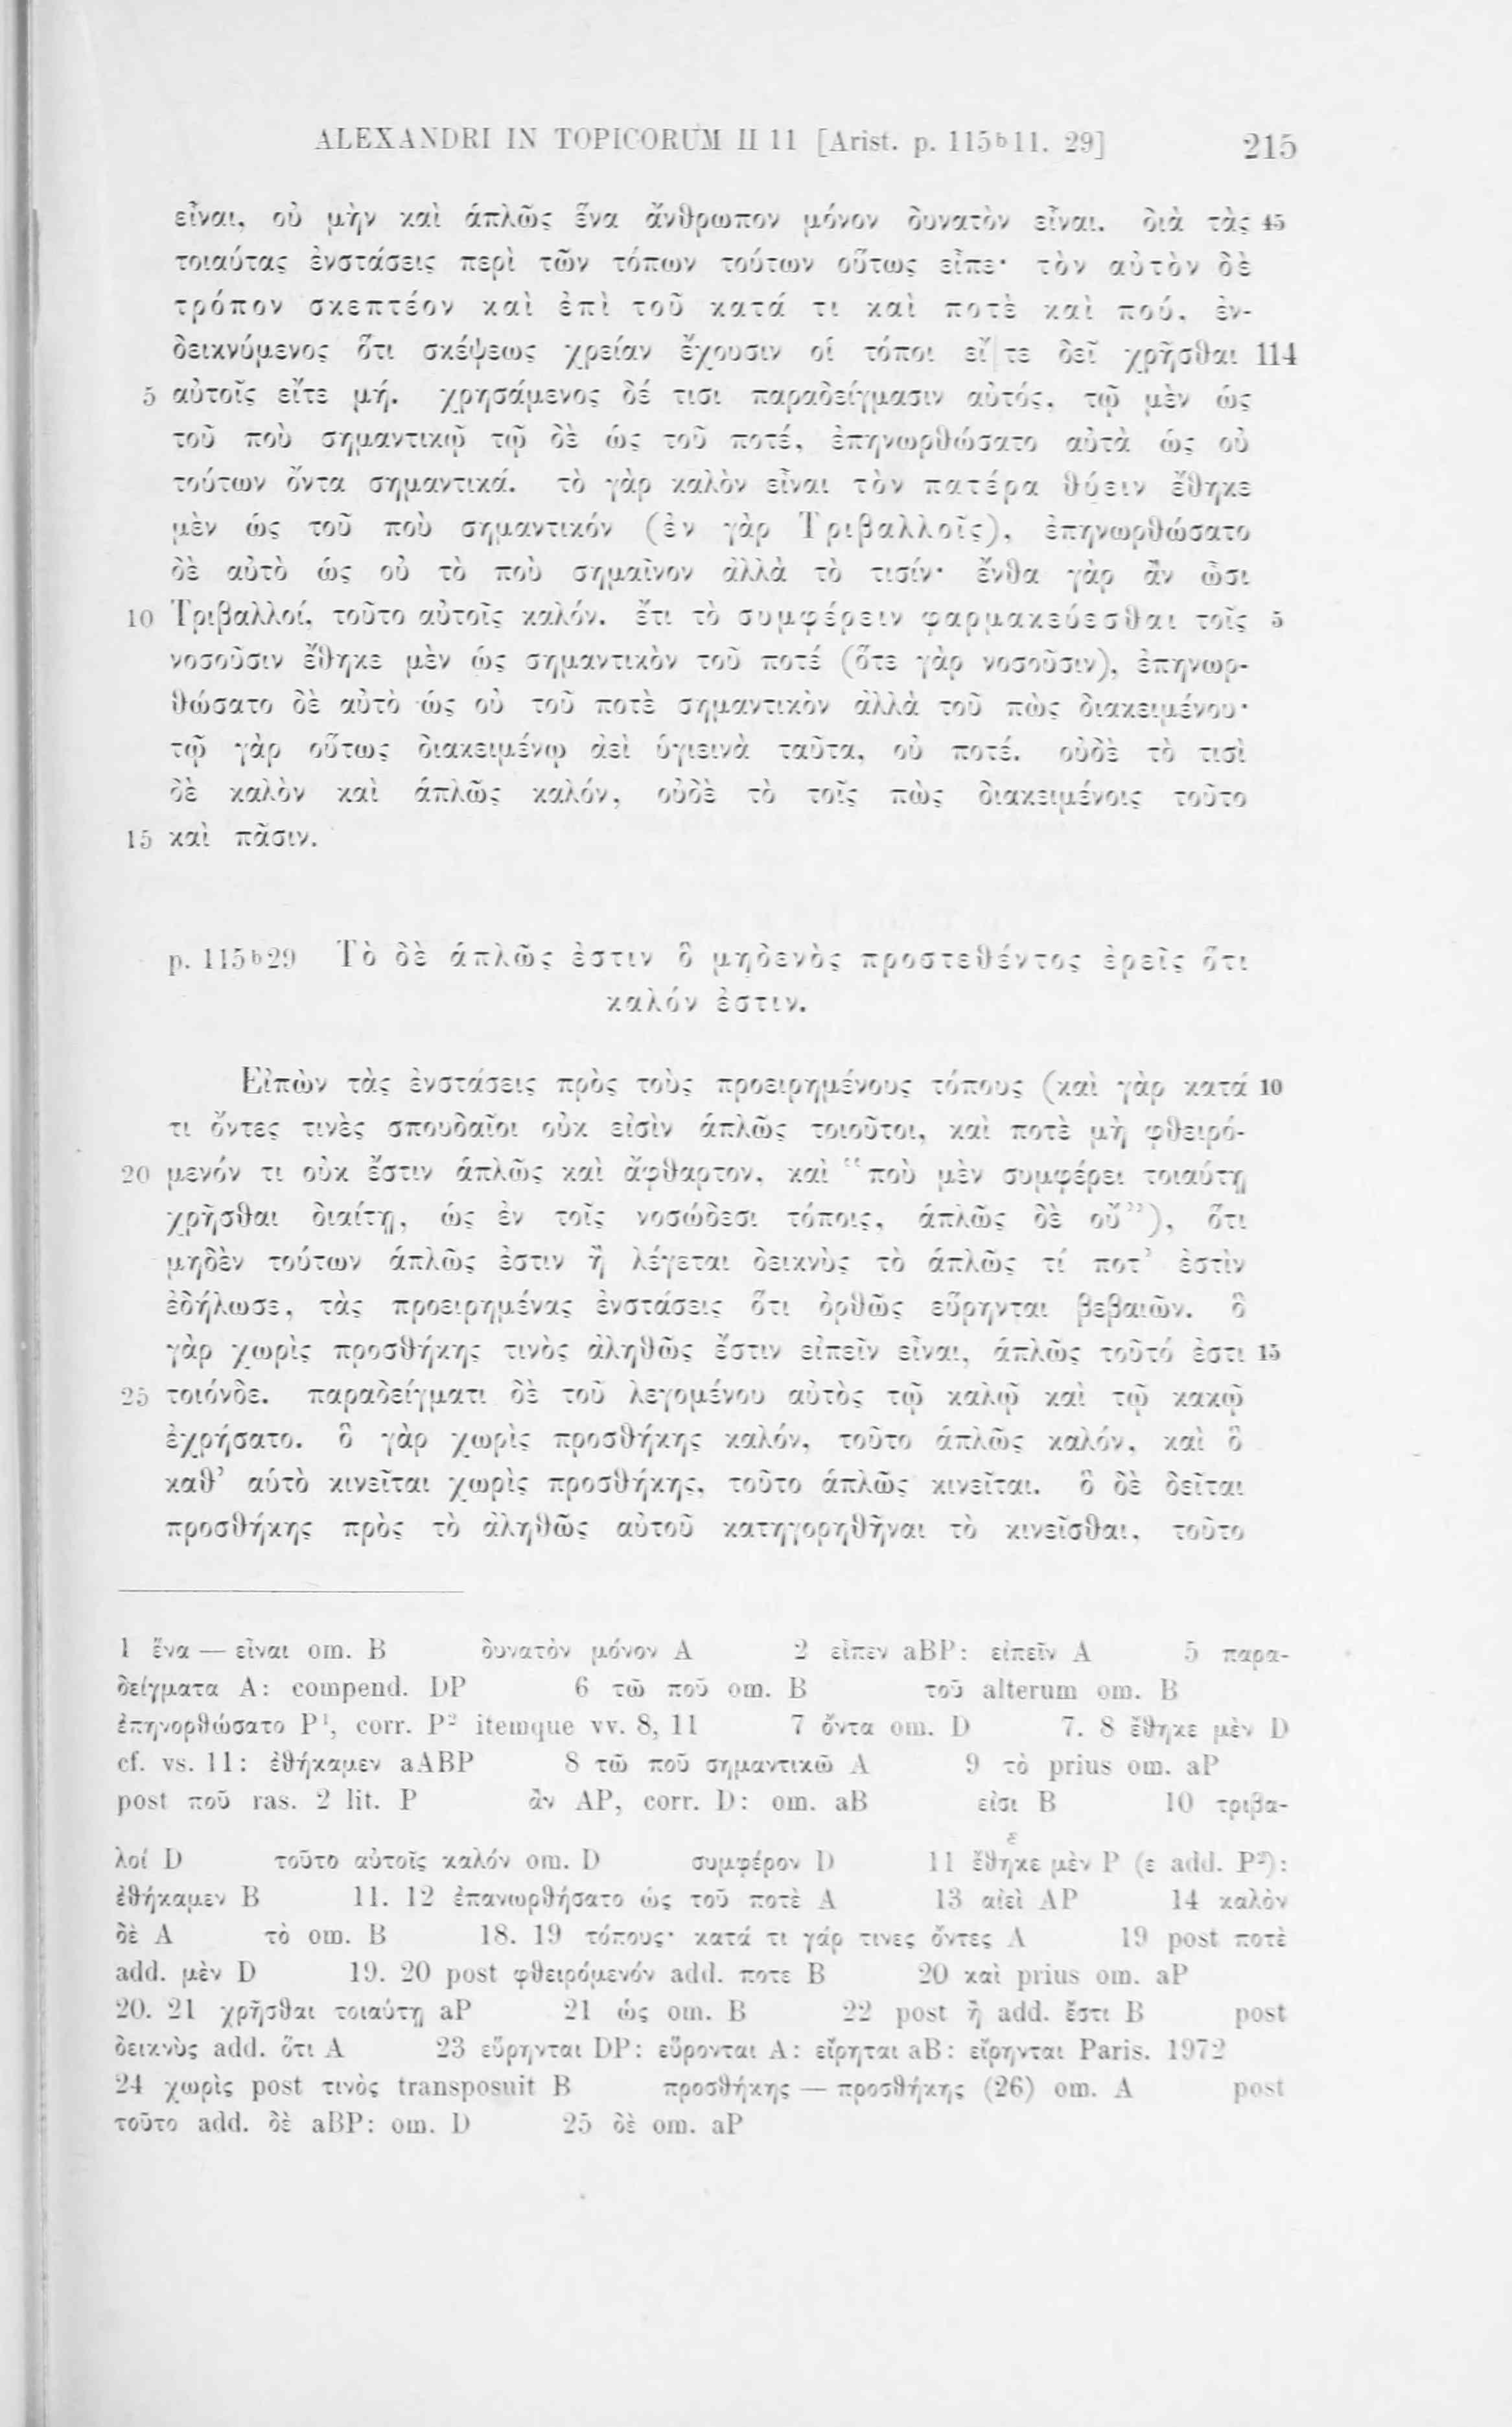 ALEXANDRI IN TOPICORUM II 11 [Arist. p. 115b11. 29] 215
εἶναι, οὐ μὴν καὶ ἁπλῶς ἕνα ἄνθρωπον μόνον δυνατὸν εἶναι. διὰ τὰς 45
τοιαύτας ἐνστάσεις περὶ τῶν τόπων τούτων οὕτως εἶπε· τὸν αὐτὸν δὲ
τρόπον σκεπτέον καὶ ἐπὶ τοῦ κατά τι καὶ ποτὲ καὶ πού, ἐν-
δεικνύμενος ὅτι σκέψεως χρείαν ἔχουσιν οἱ τόποι εἴ|τε δεῖ χρῆσθαι 114
5 αὐτοῖς εἴτε μή. χρησάμενος δέ τισι παραδείγμασιν αὐτός, τῷ μὲν ὡς
τοῦ ποὺ σημαντικῷ τῷ δὲ ὡς τοῦ ποτέ, ἐπηνωρθώσατο αὐτὰ ὡς οὐ
τούτων ὄντα σημαντικά. τὸ γὰρ καλὸν εἶναι τὸν πατέρα θύειν ἔθηκε
μὲν ὡς τοῦ ποὺ σημαντικόν (ἐν γὰρ Τριβαλλοῖς), ἐπηνωρθώσατο
δὲ αὐτὸ ὡς οὐ τὸ ποὺ σημαῖνον ἀλλὰ τὸ τισίν· ἔνθα γὰρ ἂν ὦσι
10 Τριβαλλοί, τοῦτο αὐτοῖς καλόν. ἔτι τὸ συμφέρειν φαρμακεύεσθαι τοῖς 5
νοσοῦσιν ἔθηκε μὲν ὡς σημαντικὸν τοῦ ποτέ (ὅτε γὰρ νοσοῦσιν), ἐπηνωρ-
θώσατο δὲ αὐτὸ ὡς οὐ τοῦ ποτὲ σημαντικὸν ἀλλὰ τοῦ πὼς διακειμένου·
τῷ γὰρ οὕτως διακειμένῳ ἀεὶ ὑγιεινὰ ταῦτα, οὐ ποτέ. οὐδὲ τὸ τισὶ
δὲ καλὸν καὶ ἁπλῶς καλόν, οὐδὲ τὸ τοῖς πὼς διακειμένοις τοῦτο
15 καὶ πᾶσιν.
p. 115b29 Τὸ δὲ ἁπλῶς ἐστιν ὃ μηδενὸς προστεθέντος ἐρεῖς ὅτι
καλόν ἐστιν.
Εἰπὼν τὰς ἐνστάσεις πρὸς τοὺς προειρημένους τόπους (καὶ γὰρ κατά 10
τι ὄντες τινὲς σπουδαῖοι οὐκ εἰσὶν ἁπλῶς τοιοῦτοι, καὶ ποτὲ μὴ φθειρό-
20 μενόν τι οὐκ ἔστιν ἁπλῶς καὶ ἄφθαρτον, καὶ “ποὺ μὲν συμφέρει τοιαύτῃ
χρῆσθαι διαίτῃ, ὡς ἐν τοῖς νοσώδεσι τόποις, ἁπλῶς δὲ οὔ”), ὅτι
μηδὲν τούτων ἁπλῶς ἐστιν ἢ λέγεται δεικνὺς τὸ ἁπλῶς τί ποτ’ ἐστὶν
ἐδήλωσε, τὰς προειρημένας ἐνστάσεις ὅτι ὀρθῶς εὕρηνται βεβαιῶν. ὃ
γὰρ χωρὶς προσθήκης τινὸς ἀληθῶς ἔστιν εἰπεῖν εἶναι, ἁπλῶς τοῦτό ἐστι 15
25 τοιόνδε. παραδείγματι δὲ τοῦ λεγομένου αὐτὸς τῷ καλῷ καὶ τῷ κακῷ
ἐχρήσατο. ὃ γὰρ χωρὶς προσθήκης καλόν, τοῦτο ἁπλῶς καλόν, καὶ ὃ
καθ’ αὑτὸ κινεῖται χωρὶς προσθήκης, τοῦτο ἁπλῶς κινεῖται. ὃ δὲ δεῖται
προσθήκης πρὸς τὸ ἀληθῶς αὐτοῦ κατηγορηθῆναι τὸ κινεῖσθαι, τοῦτο
1 ἕνα — εἶναι om. B δυνατὸν μόνον A 2 εἶπεν aBP: εἰπεῖν A 5 παρα-
δείγματα A: compend. DP 6 τῶ ποῦ om. B τοῦ alterum om. B
ἐπηνορθώσατο P¹, corr. P² itemque vv. 8, 11 7 ὄντα om. D 7. 8 ἔθηκε μὲν D
cf. vs. 11: ἐθήκαμεν aABP 8 τῶ ποῦ σημαντικῶ A 9 τὸ prius om. aP
post ποῦ ras. 2 lit. P ἂν AP, corr. D: om. aB εἰσι B 10 τριβα-
λοί D τοῦτο αὐτοῖς καλόν om. D συμφέρον D 11 ἔθηκε μὲν P (ε add. P²):
ἐθήκαμεν B 11. 12 ἐπανωρθήσατο ὡς τοῦ ποτὲ A 13 αἰεὶ AP 14 καλὸν
δὲ A τὸ om. B 18. 19 τόπους· κατά τι γάρ τινες ὄντες A 19 post ποτὲ
add. μὲν D 19. 20 post φθειρόμενόν add. ποτε B 20 καὶ prius om. aP
20. 21 χρῆσθαι τοιαύτη aP 21 ὡς om. B 22 post ἢ add. ἔστι B post
δεικνὺς add. ὅτι A 23 εὕρηνται DP: εὕρονται A: εἴρηται aB: εἴρηνται Paris. 1972
24 χωρὶς post τινὸς transposuit B προσθήκης — προσθήκης (26) om. A post
τοῦτο add. δὲ aBP: om. D 25 δὲ om. aP